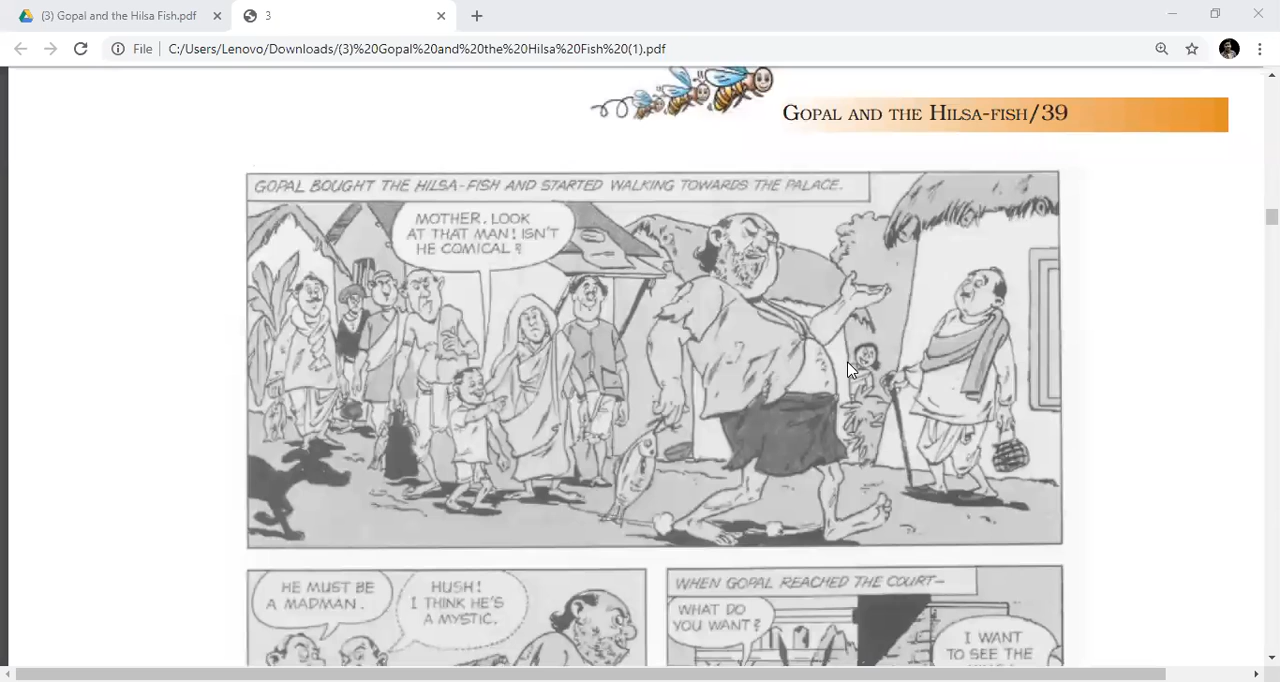 (3) Gopal and the Hilsa Fish.pdf
3
File
C:/Users/Lenovo/Downloads/(3)%20Gopal%20and%20the%20Hilsa%20Fish%20(1).pdf
GOPAL AND THE HILSA-FISH/39
GOPAL BOUGHT THE HILSA-FISH AND STARTED WALKING TOWARDS THE PALACE.
MOTHER, LOOK
AT THAT MAN! ISN'T
HE COMICAL?
HE MUST BE
A MADMAN.
HUSH!
I THINK HE'S
A MYSTIC.
WHEN GOPAL REACHED THE COURT—
WHAT DO
YOU WANT?
I WANT
TO SEE THE